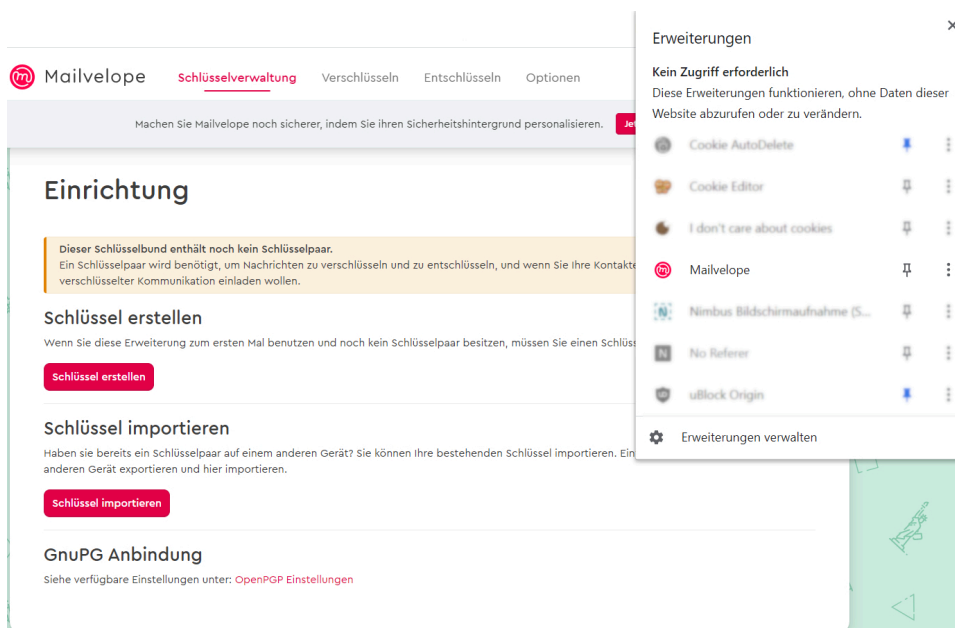 Mailvelope
Schlüsselverwaltung
Verschlüsseln
Entschlüsseln
Optionen
Machen Sie Mailvelope noch sicherer, indem Sie ihren Sicherheitshintergrund personalisieren.
Einrichtung
Dieser Schlüsselbund enthält noch kein Schlüsselpaar.
Ein Schlüsselpaar wird benötigt, um Nachrichten zu verschlüsseln und zu entschlüsseln, und wenn Sie Ihre Kontakte
verschlüsselter Kommunikation einladen wollen.
Schlüssel erstellen
Wenn Sie diese Erweiterung zum ersten Mal benutzen und noch kein Schlüsselpaar besitzen, müssen Sie einen Schlüs
Schlüssel erstellen
Schlüssel importieren
Haben sie bereits ein Schlüsselpaar auf einem anderen Gerät? Sie können Ihre bestehenden Schlüssel importieren. Ein
anderen Gerät exportieren und hier importieren.
Schlüssel importieren
GnuPG Anbindung
Siehe verfügbare Einstellungen unter: OpenPGP Einstellungen
Erweiterungen
Kein Zugriff erforderlich
Diese Erweiterungen funktionieren, ohne Daten dieser
Website abzurufen oder zu verändern.
Cookie AutoDelete
Cookie Editor
I don't care about cookies
Mailvelope
Nimbus Bildschirmaufnahme (S...
No Referer
uBlock Origin
Erweiterungen verwalten